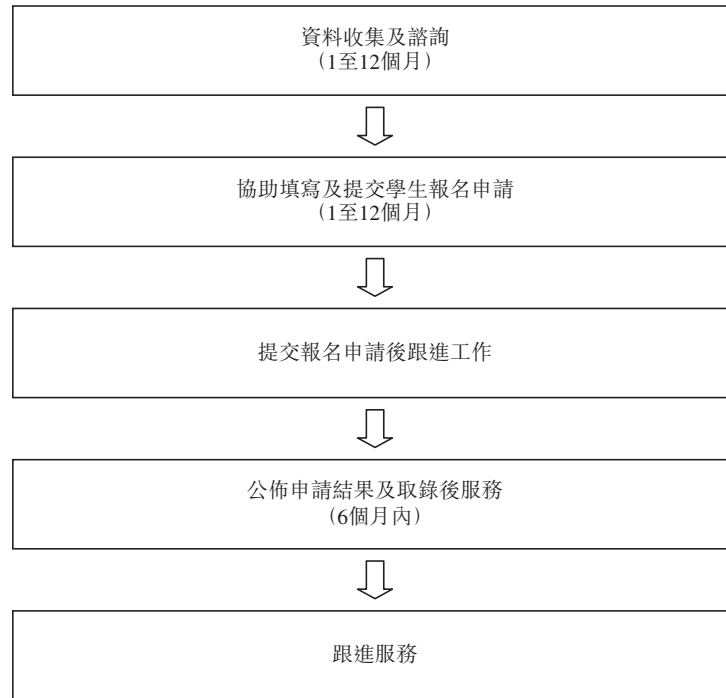 資料收集及諮詢
（1至12個月）
協助填寫及提交學生報名申請
（1至12個月）
提交報名申請後跟進工作
公佈申請結果及取錄後服務
（6個月內）
跟進服務